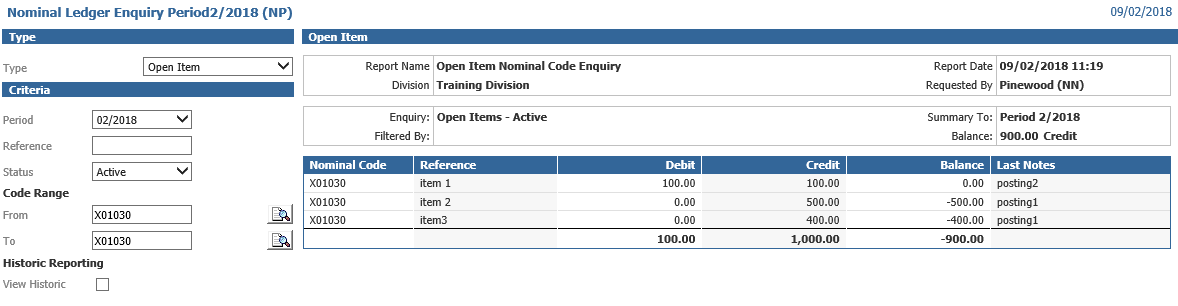 Nominal Ledger Enquiry Period2/2018 (NP) 09/02/2018
Type
Type Open Item
Criteria
Period 02/2018
Reference
Status Active
Code Range
From X01030
To X01030
Historic Reporting
View Historic
Open Item
Report Name Open Item Nominal Code Enquiry Report Date 09/02/2018 11:19
Division Training Division Requested By Pinewood (NN)
Enquiry: Open Items - Active Summary To: Period 2/2018
Filtered By: Balance: 900.00 Credit
Nominal Code Reference Debit Credit Balance Last Notes
X01030 item 1 100.00 100.00 0.00 posting2
X01030 item 2 0.00 500.00 -500.00 posting1
X01030 item3 0.00 400.00 -400.00 posting1
100.00 1,000.00 -900.00